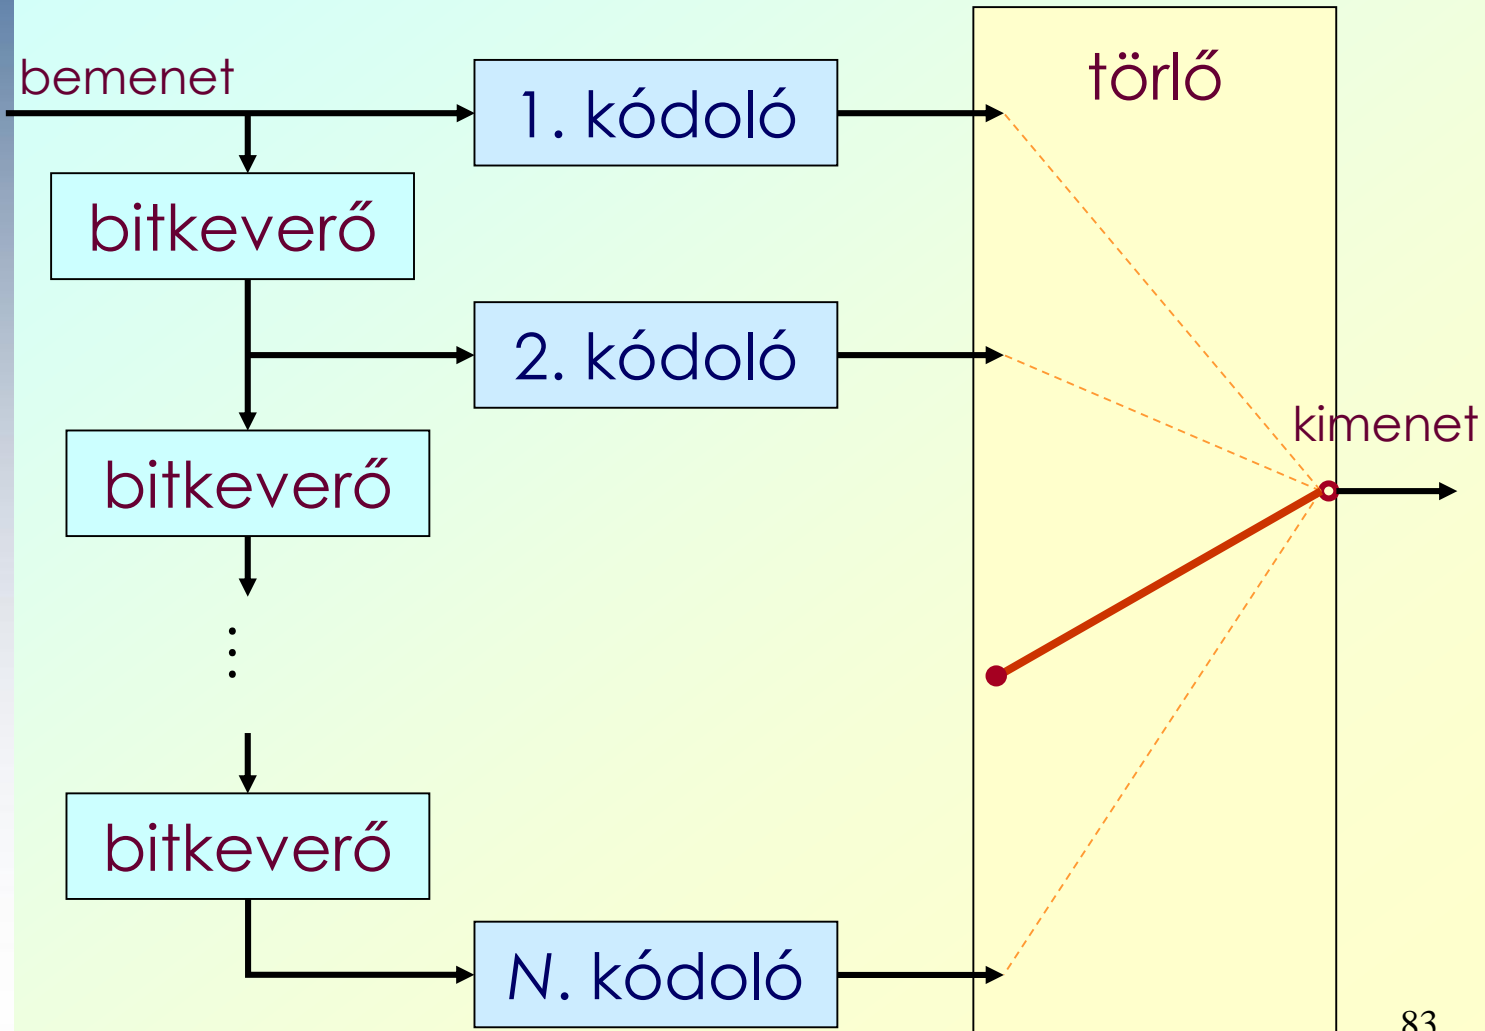 bemenet
törlő
1. kódoló
bitkeverő
2. kódoló
kimenet
bitkeverő
bitkeverő
N. kódoló
83